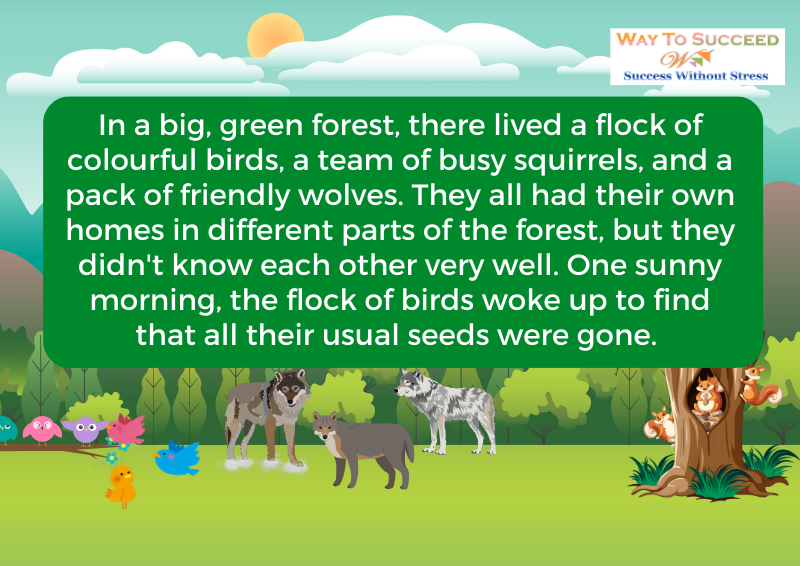 WAY TO SUCCEED
W
Success Without Stress
In a big, green forest, there lived a flock of
colourful birds, a team of busy squirrels, and a
pack of friendly wolves. They all had their own
homes in different parts of the forest, but they
didn't know each other very well. One sunny
morning, the flock of birds woke up to find
that all their usual seeds were gone.